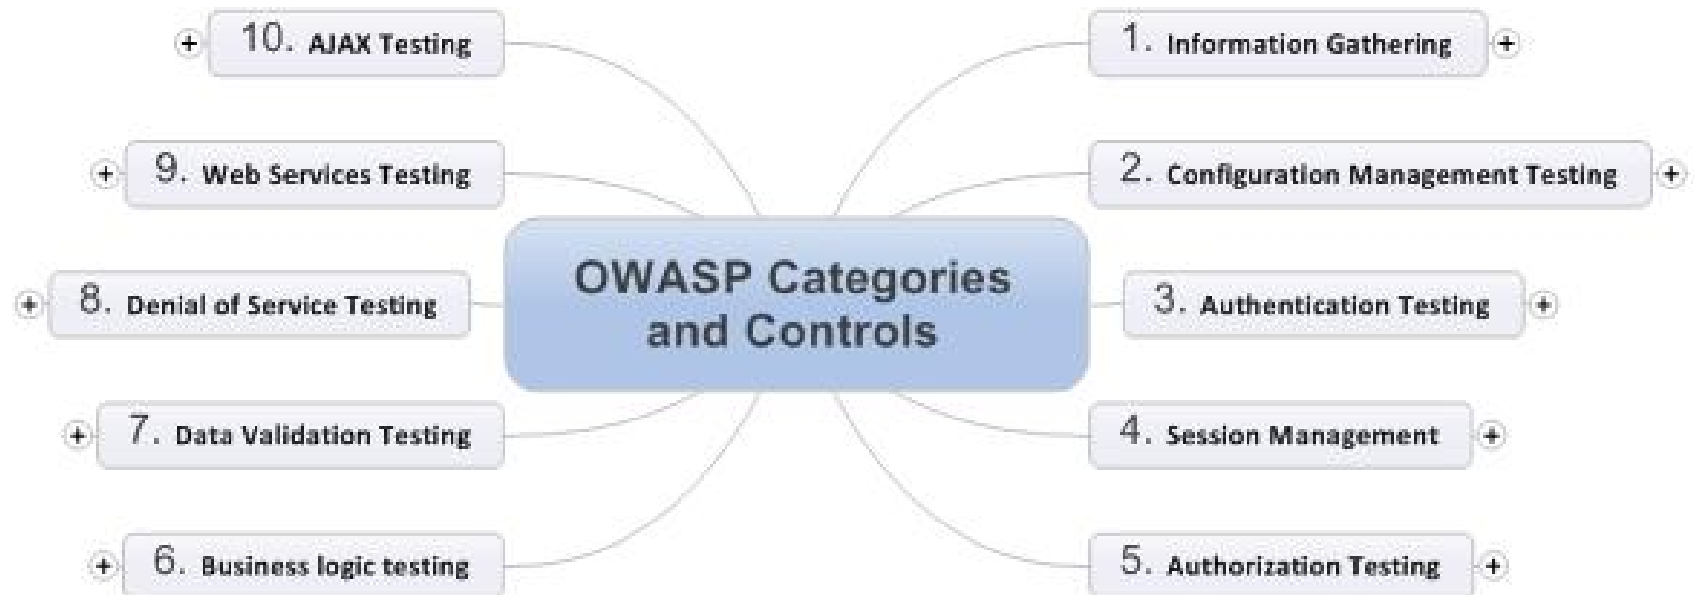 OWASP Categories
and Controls
1. Information Gathering
2. Configuration Management Testing
3. Authentication Testing
4. Session Management
5. Authorization Testing
6. Business logic testing
7. Data Validation Testing
8. Denial of Service Testing
9. Web Services Testing
10. AJAX Testing